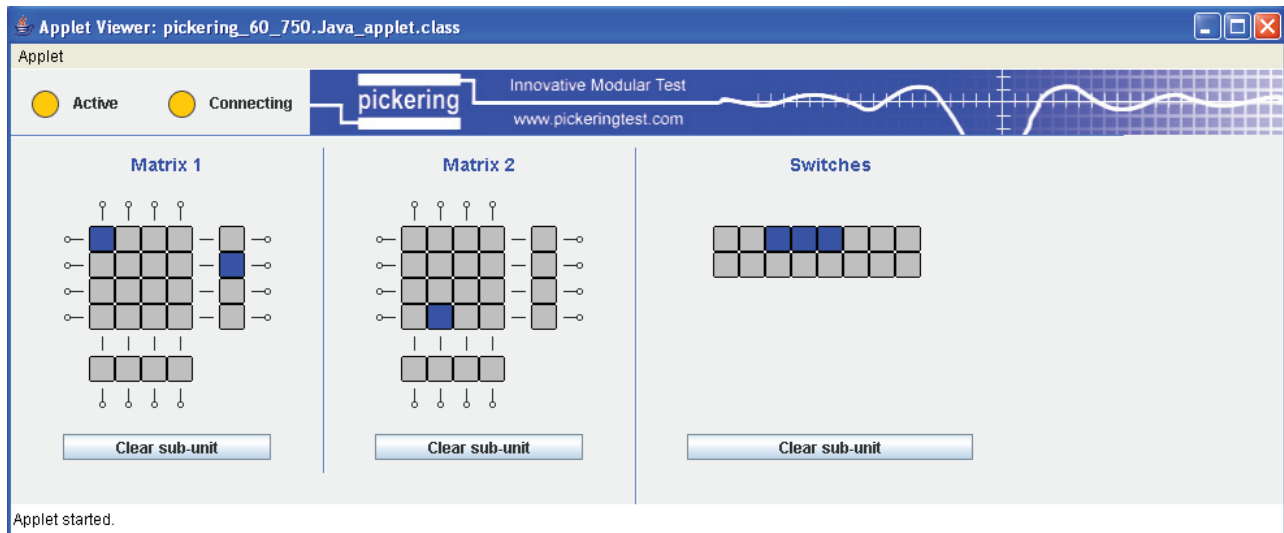 Applet Viewer: pickering_60_750.Java_applet.class
Applet
Active
Connecting
pickering
Innovative Modular Test
www.pickeringtest.com
Matrix 1
Matrix 2
Switches
Clear sub-unit
Clear sub-unit
Clear sub-unit
Applet started.